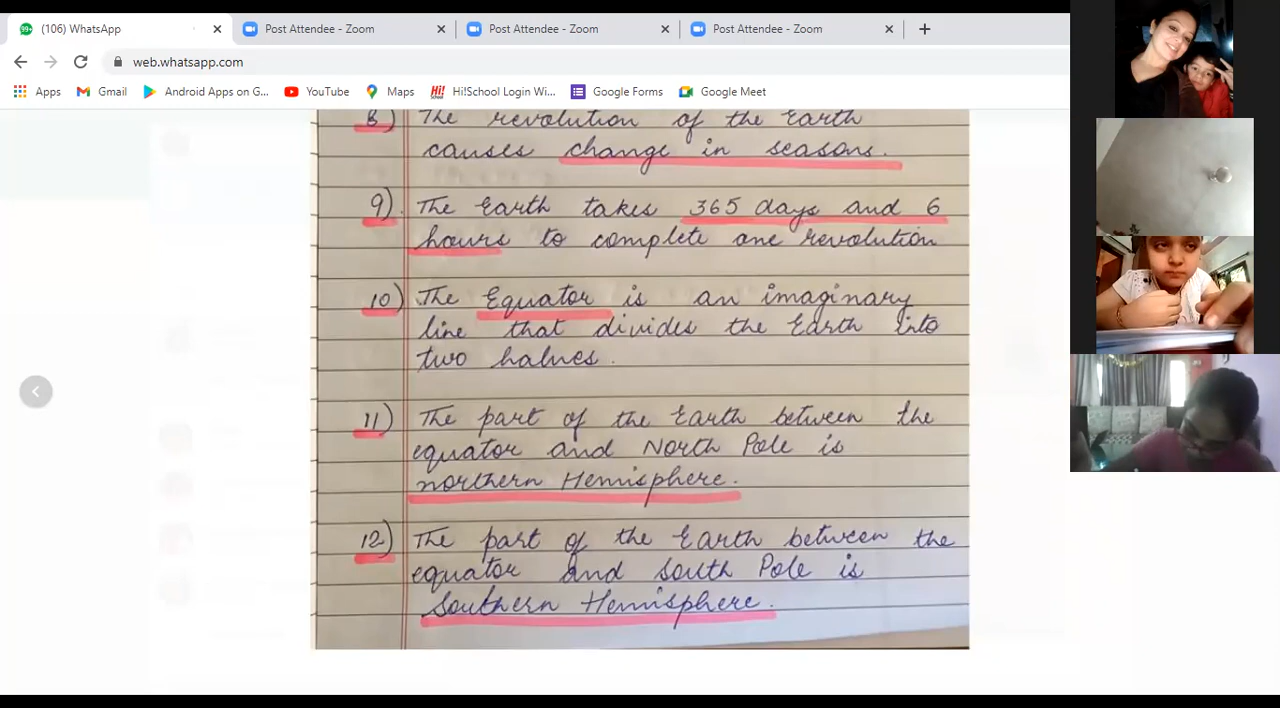 (106) WhatsApp
Post Attendee - Zoom
Post Attendee - Zoom
Post Attendee - Zoom
web.whatsapp.com
Apps
Gmail
Android Apps on G...
YouTube
Maps
Hi! School
Hi!School Login Wi...
Google Forms
Google Meet
8) The revolution of the Earth
causes change in seasons.
9). The Earth takes 365 days and 6
hours to complete one revolution
10) The Equator is an imaginary
line that divides the Earth into
two halves.
11) The part of the Earth between the
equator and North Pole is
northern Hemisphere.
12) The part of the Earth between the
equator and South Pole is
Southern Hemisphere.